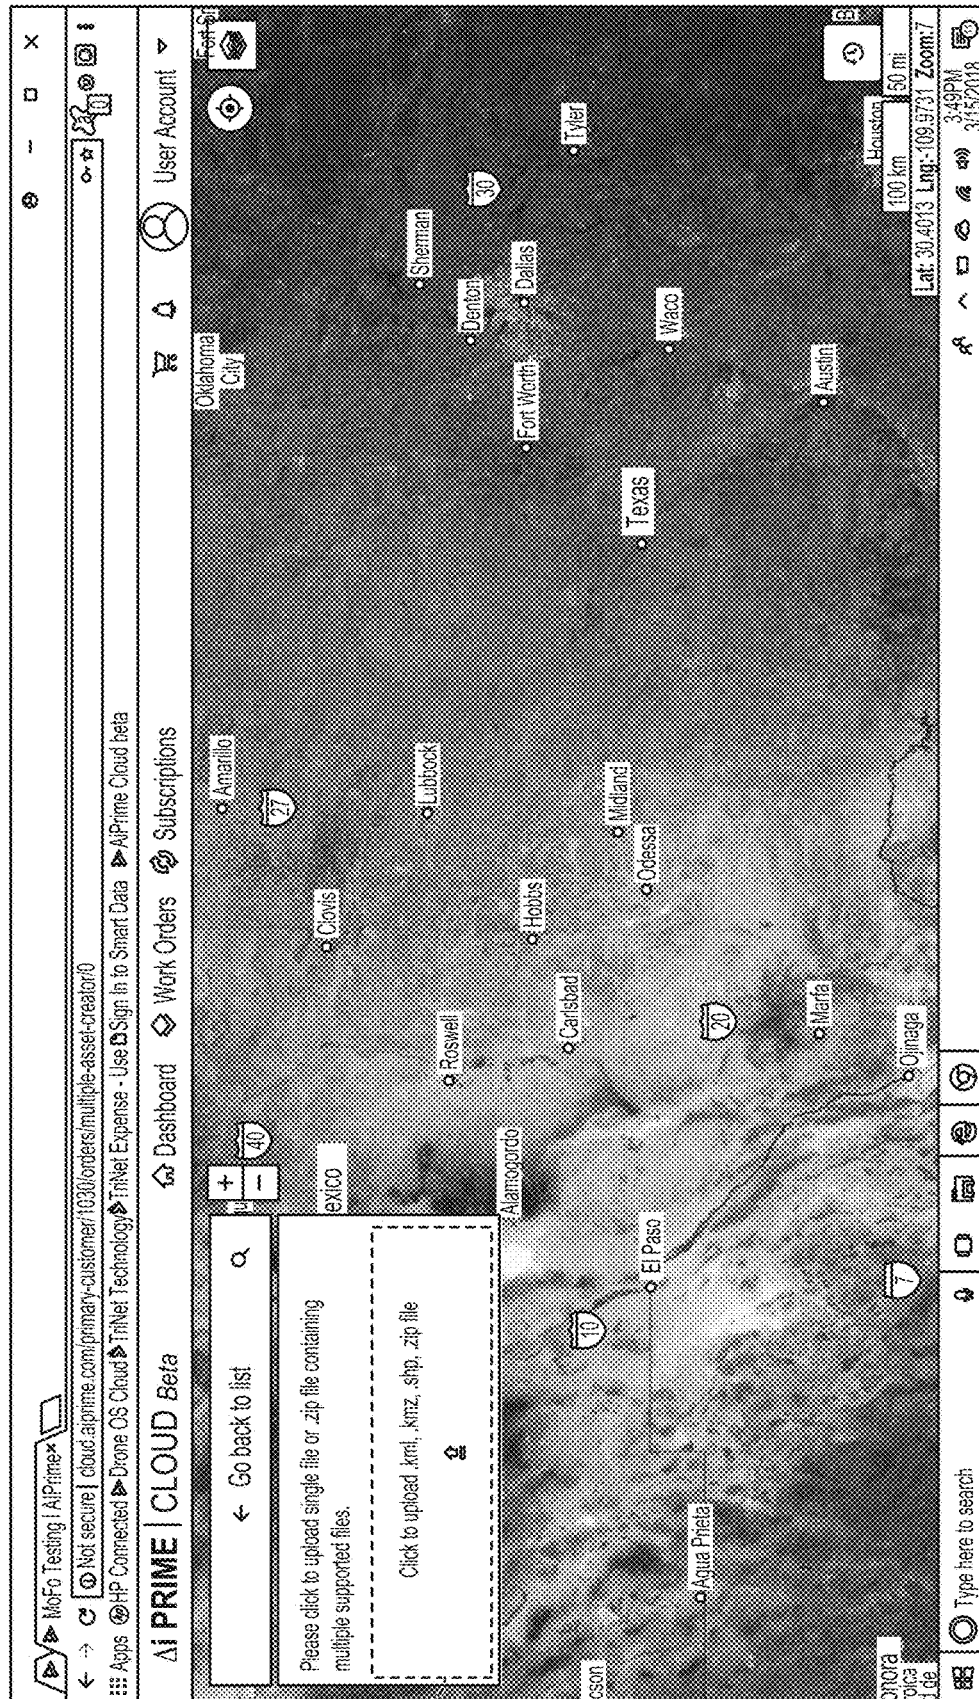 MoFo Testing | AiPrime ×
Not secure | cloud.aiprime.com/primary-customer/1030/orders/multiple-asset-creator/0
Apps HP Connected Drone OS Cloud TriNet Technology TriNet Expense - Use Sign In to Smart Data AiPrime Cloud beta
Ai PRIME | CLOUD Beta
Dashboard
Work Orders
Subscriptions
User Account
← Go back to list
Please click to upload single file or .zip file containing
multiple supported files.
Click to upload .kml, .kmz, .shp, .zip file
+
−
40
exico
Alamogordo
Amarillo
27
Clovis
Roswell
Lubbock
Hobbs
Carlsbad
Midland
Odessa
20
Marfa
Ojinaga
El Paso
10
7
Agua Prieta
cson
nora
Oklahoma
City
Sherman
Denton
30
Dallas
Fort Worth
Tyler
Texas
Waco
Austin
Houston
100 km
50 mi
Lat: 30.4013 Lng:-109.9731 Zoom:7
Type here to search
3:49PM
3/15/2018